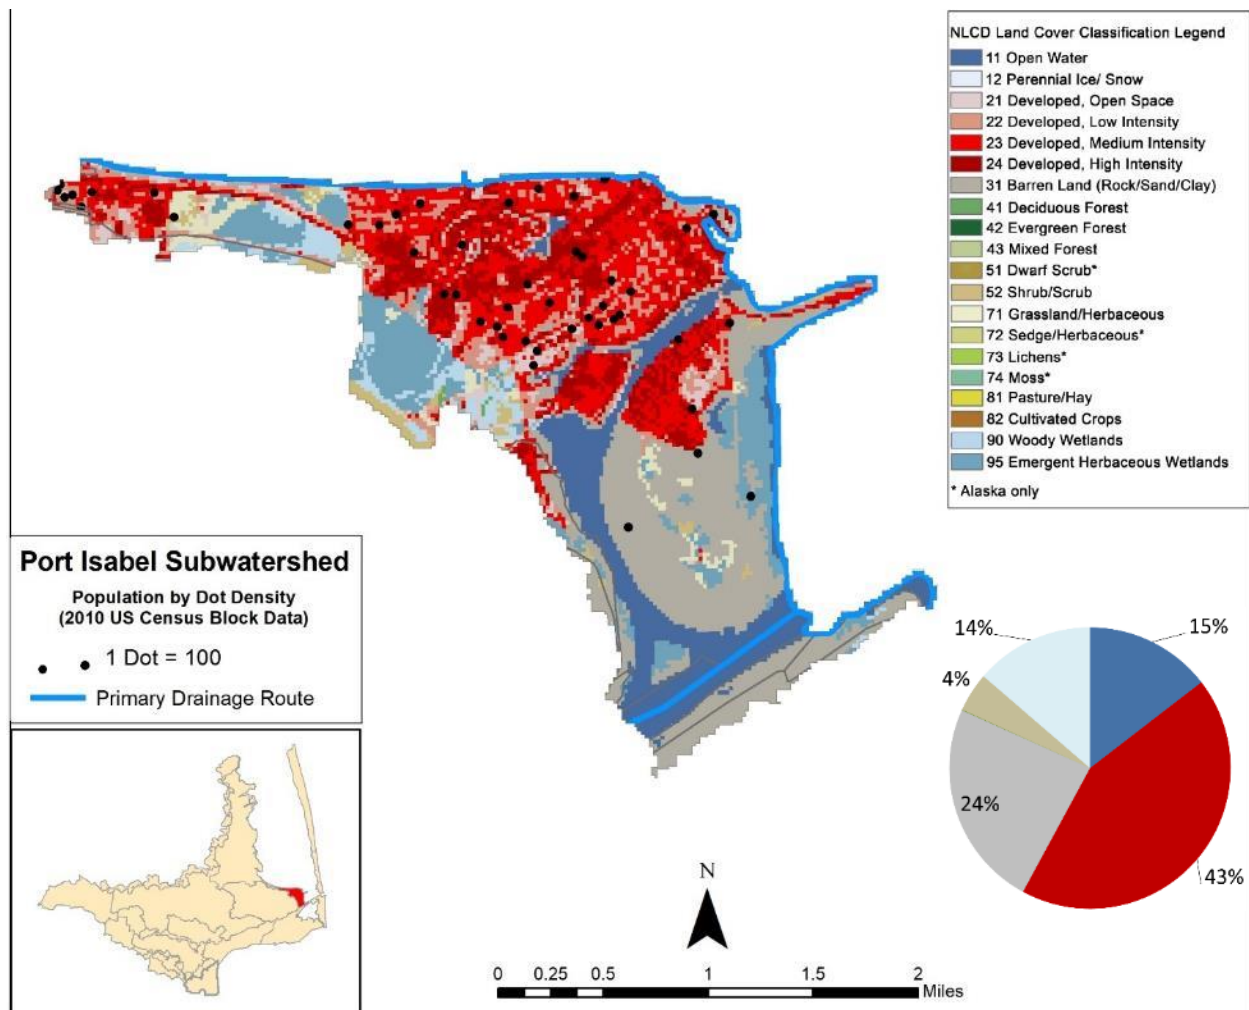 NLCD Land Cover Classification Legend
11 Open Water
12 Perennial Ice/ Snow
21 Developed, Open Space
22 Developed, Low Intensity
23 Developed, Medium Intensity
24 Developed, High Intensity
31 Barren Land (Rock/Sand/Clay)
41 Deciduous Forest
42 Evergreen Forest
43 Mixed Forest
51 Dwarf Scrub*
52 Shrub/Scrub
71 Grassland/Herbaceous
72 Sedge/Herbaceous*
73 Lichens*
74 Moss*
81 Pasture/Hay
82 Cultivated Crops
90 Woody Wetlands
95 Emergent Herbaceous Wetlands
* Alaska only
Port Isabel Subwatershed
Population by Dot Density
(2010 US Census Block Data)
1 Dot = 100
Primary Drainage Route
14%
15%
4%
24%
43%
N
0 0.25 0.5 1 1.5 2
Miles